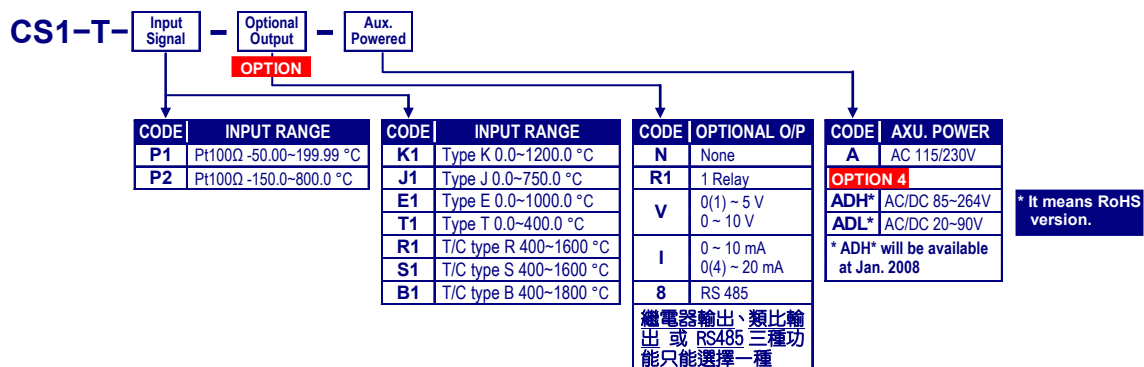 CS1-T- Input Signal - Optional Output - Aux. Powered
OPTION
CODE INPUT RANGE
P1 Pt100Ω -50.00~199.99 °C
P2 Pt100Ω -150.0~800.0 °C
CODE INPUT RANGE
K1 Type K 0.0~1200.0 °C
J1 Type J 0.0~750.0 °C
E1 Type E 0.0~1000.0 °C
T1 Type T 0.0~400.0 °C
R1 T/C type R 400~1600 °C
S1 T/C type S 400~1600 °C
B1 T/C type B 400~1800 °C
CODE OPTIONAL O/P
N None
R1 1 Relay
V 0(1) ~ 5 V
0 ~ 10 V
I 0 ~ 10 mA
0(4) ~ 20 mA
8 RS 485
繼電器輸出、類比輸
出 或 RS485 三種功
能只能選擇一種
CODE AXU. POWER
A AC 115/230V
OPTION 4
ADH* AC/DC 85~264V
ADL* AC/DC 20~90V
* ADH* will be available
at Jan. 2008
* It means RoHS
version.